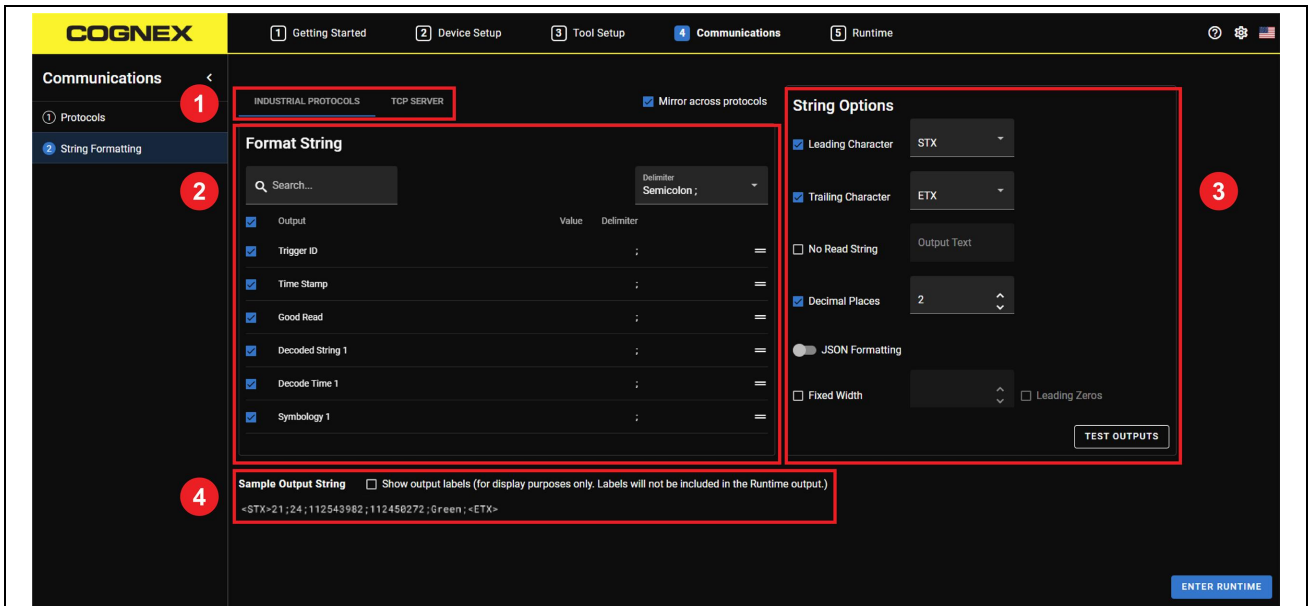 COGNEX
1 Getting Started 2 Device Setup 3 Tool Setup 4 Communications 5 Runtime
Communications
1 Protocols
2 String Formatting
1
INDUSTRIAL PROTOCOLS TCP SERVER
Mirror across protocols
2
Format String
Search...
Delimiter
Semicolon ;
Output Value Delimiter
Trigger ID ;
Time Stamp ;
Good Read ;
Decoded String 1 ;
Decode Time 1 ;
Symbology 1 ;
String Options
Leading Character STX
Trailing Character ETX
3
No Read String Output Text
Decimal Places 2
JSON Formatting
Fixed Width Leading Zeros
TEST OUTPUTS
4
Sample Output String Show output labels (for display purposes only. Labels will not be included in the Runtime output.)
<STX>21;24;112543982;112450272;Green;<ETX>
ENTER RUNTIME